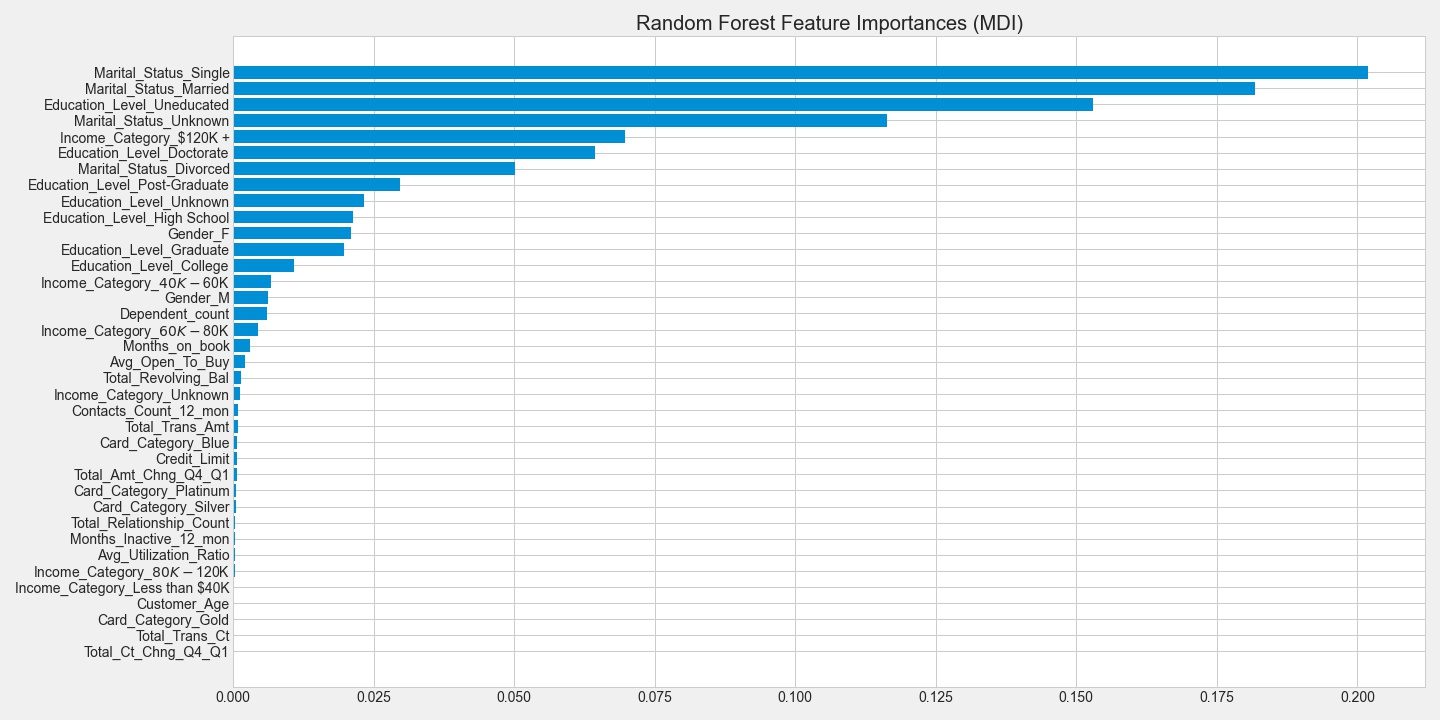 Random Forest Feature Importances (MDI)
Marital_Status_Single
Marital_Status_Married
Education_Level_Uneducated
Marital_Status_Unknown
Income_Category_$120K +
Education_Level_Doctorate
Marital_Status_Divorced
Education_Level_Post-Graduate
Education_Level_Unknown
Education_Level_High School
Gender_F
Education_Level_Graduate
Education_Level_College
Income_Category_40K − 60K
Gender_M
Dependent_count
Income_Category_60K − 80K
Months_on_book
Avg_Open_To_Buy
Total_Revolving_Bal
Income_Category_Unknown
Contacts_Count_12_mon
Total_Trans_Amt
Card_Category_Blue
Credit_Limit
Total_Amt_Chng_Q4_Q1
Card_Category_Platinum
Card_Category_Silver
Total_Relationship_Count
Months_Inactive_12_mon
Avg_Utilization_Ratio
Income_Category_80K − 120K
Income_Category_Less than $40K
Customer_Age
Card_Category_Gold
Total_Trans_Ct
Total_Ct_Chng_Q4_Q1
0.000 0.025 0.050 0.075 0.100 0.125 0.150 0.175 0.200